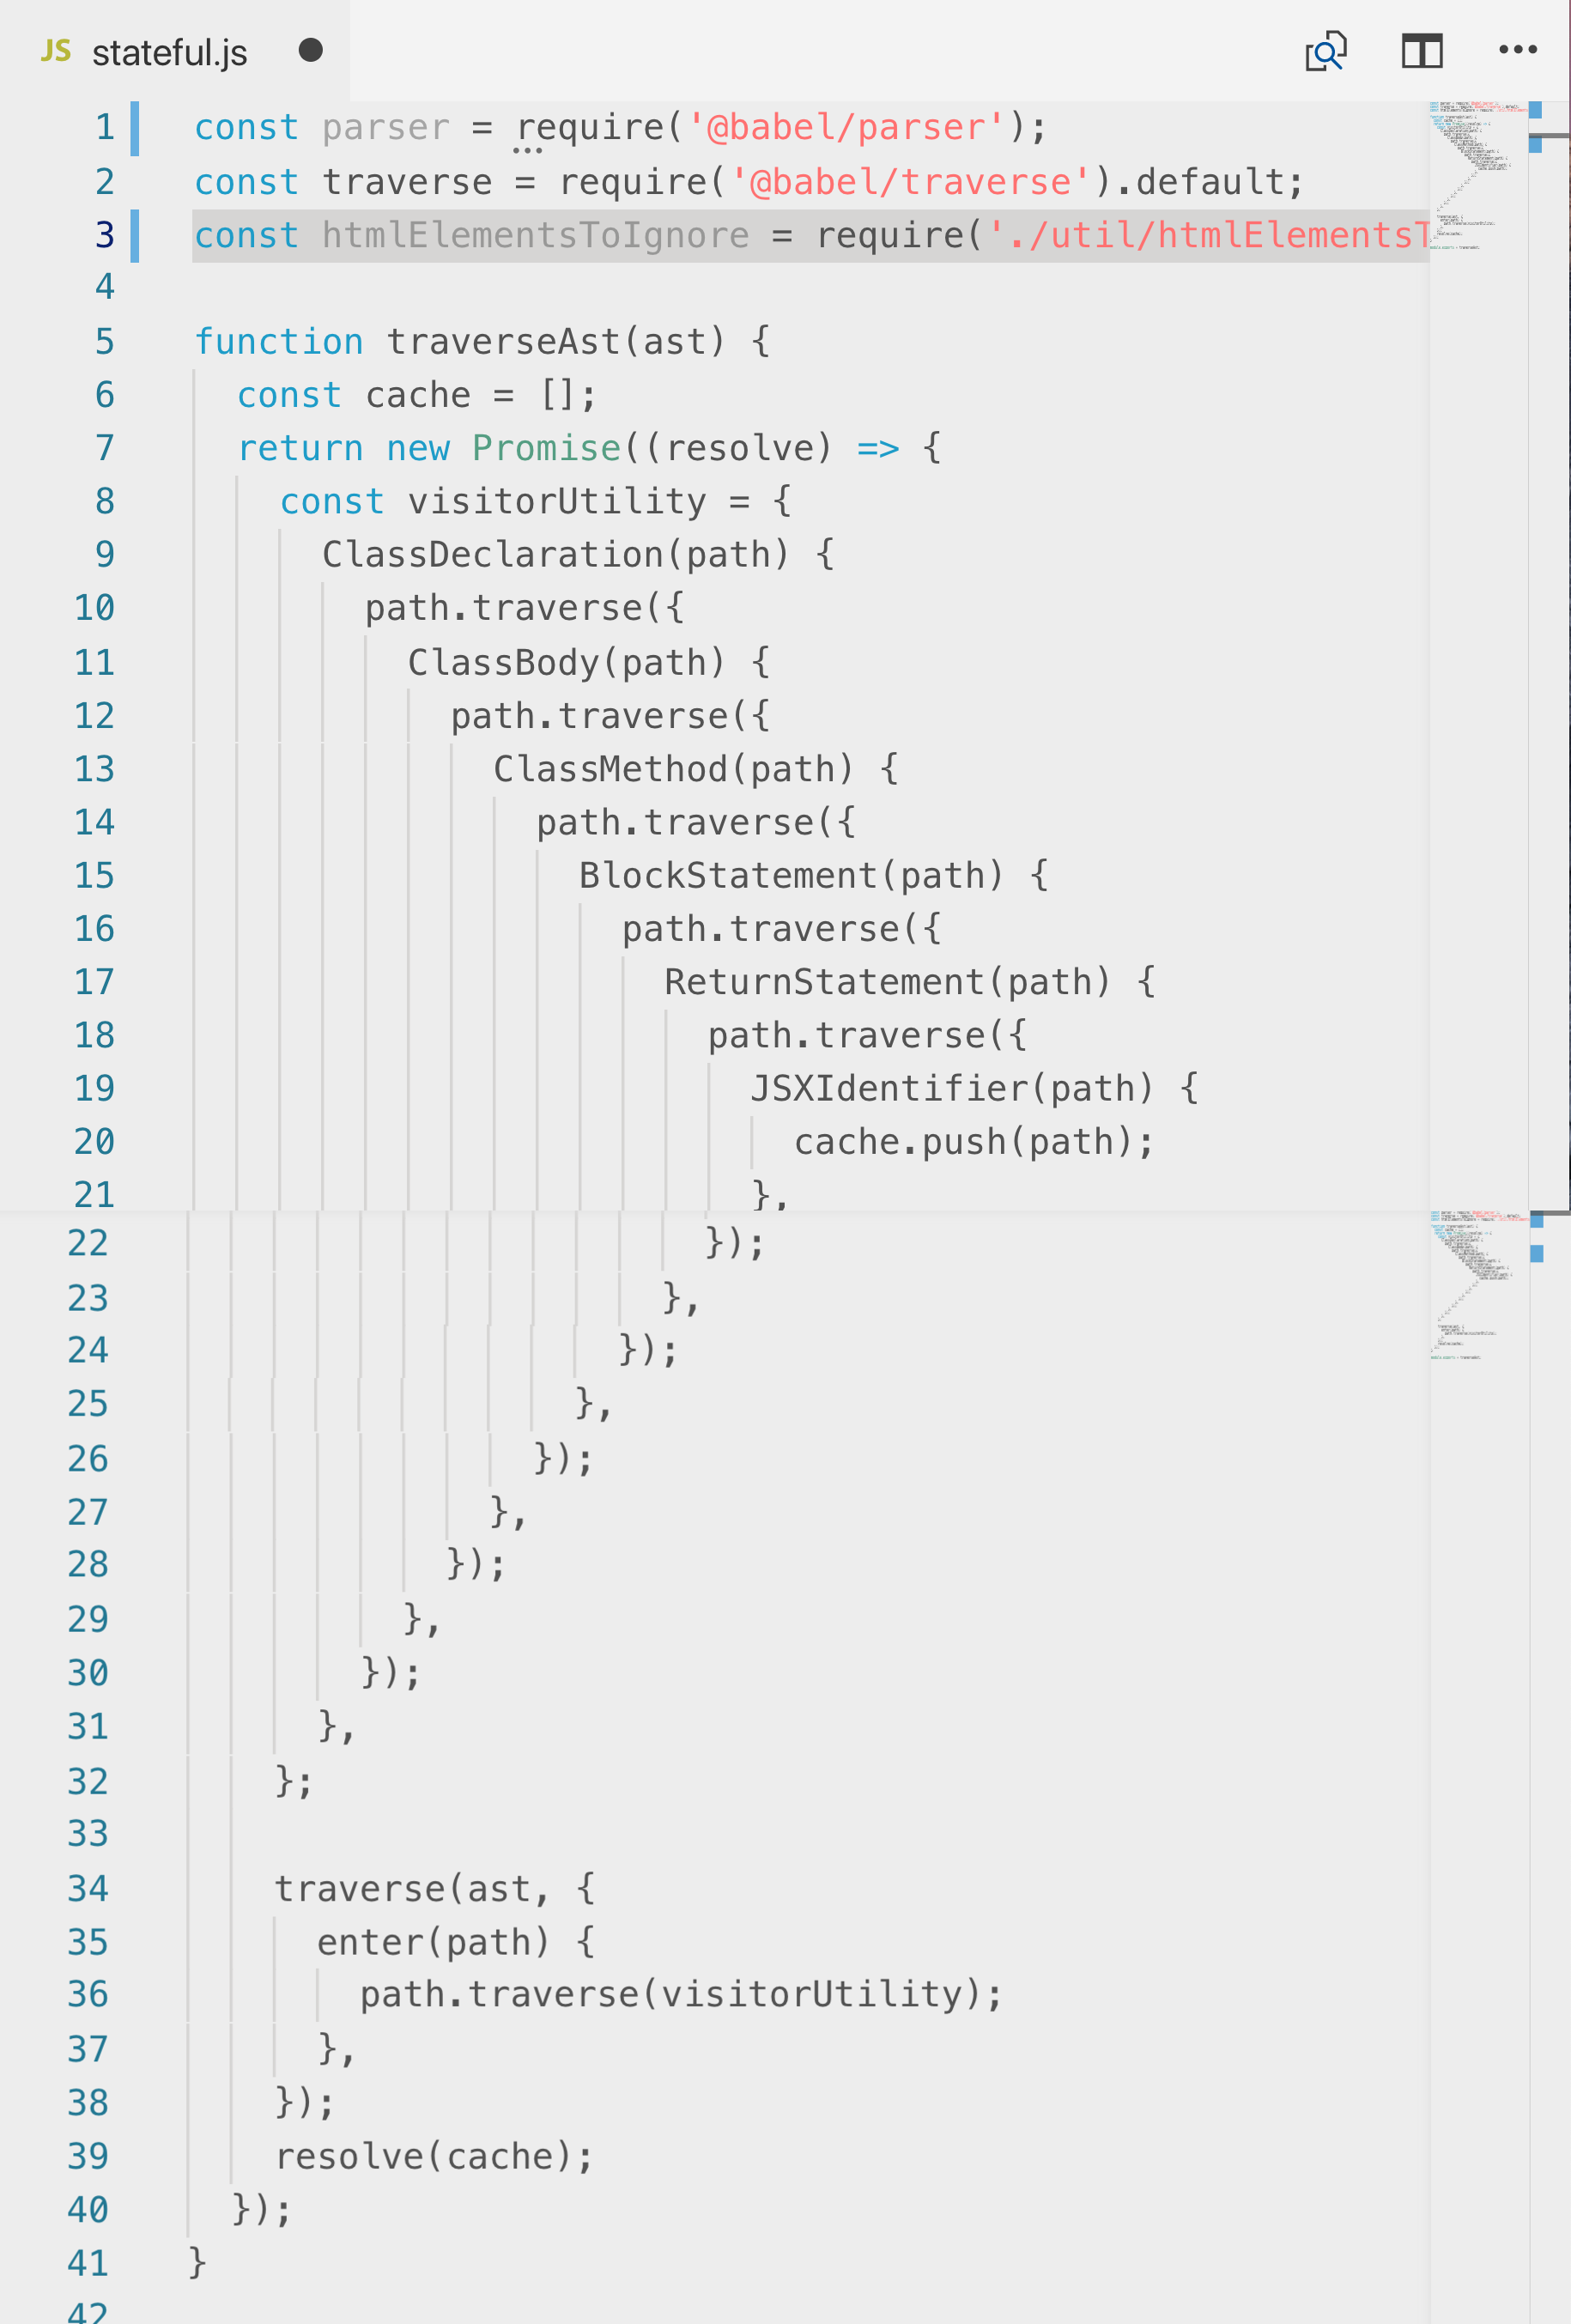 JS stateful.js
1 const parser = require('@babel/parser');
2 const traverse = require('@babel/traverse').default;
3 const htmlElementsToIgnore = require('./util/htmlElementsT
4
5 function traverseAst(ast) {
6   const cache = [];
7   return new Promise((resolve) => {
8     const visitorUtility = {
9       ClassDeclaration(path) {
10         path.traverse({
11           ClassBody(path) {
12             path.traverse({
13               ClassMethod(path) {
14                 path.traverse({
15                   BlockStatement(path) {
16                     path.traverse({
17                       ReturnStatement(path) {
18                         path.traverse({
19                           JSXIdentifier(path) {
20                             cache.push(path);
21                           },
22                         });
23                       },
24                     });
25                   },
26                 });
27               },
28             });
29           },
30         });
31       },
32     };
33
34     traverse(ast, {
35       enter(path) {
36         path.traverse(visitorUtility);
37       },
38     });
39     resolve(cache);
40   });
41 }
42